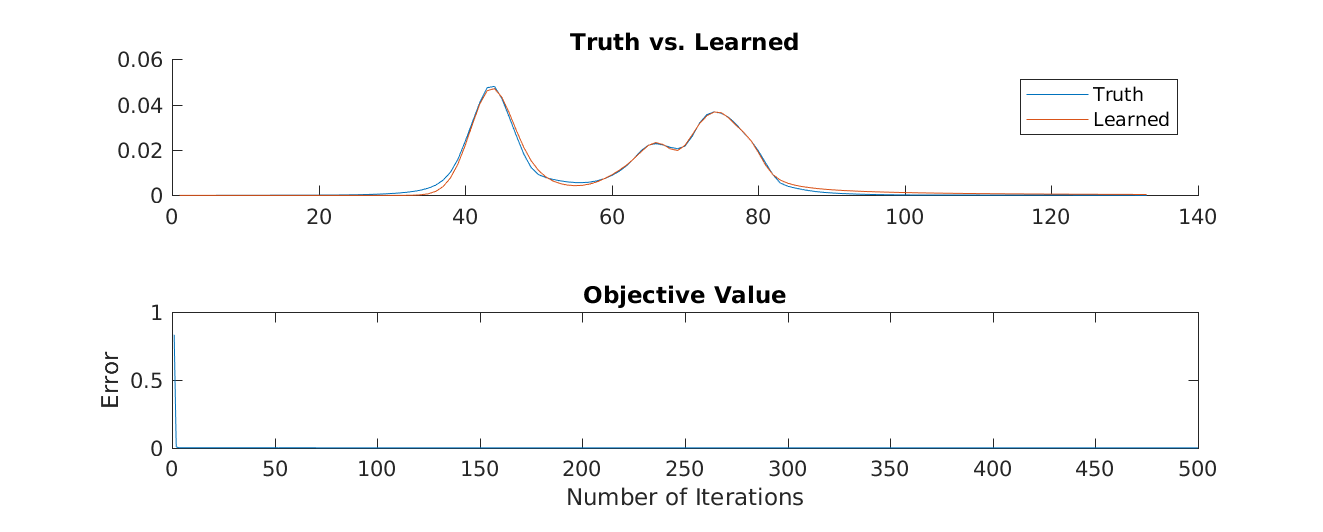 Truth vs. Learned
0.06
0.04
0.02
0
0 20 40 60 80 100 120 140
Truth
Learned
Objective Value
1
0.5
0
Error
0 50 100 150 200 250 300 350 400 450 500
Number of Iterations